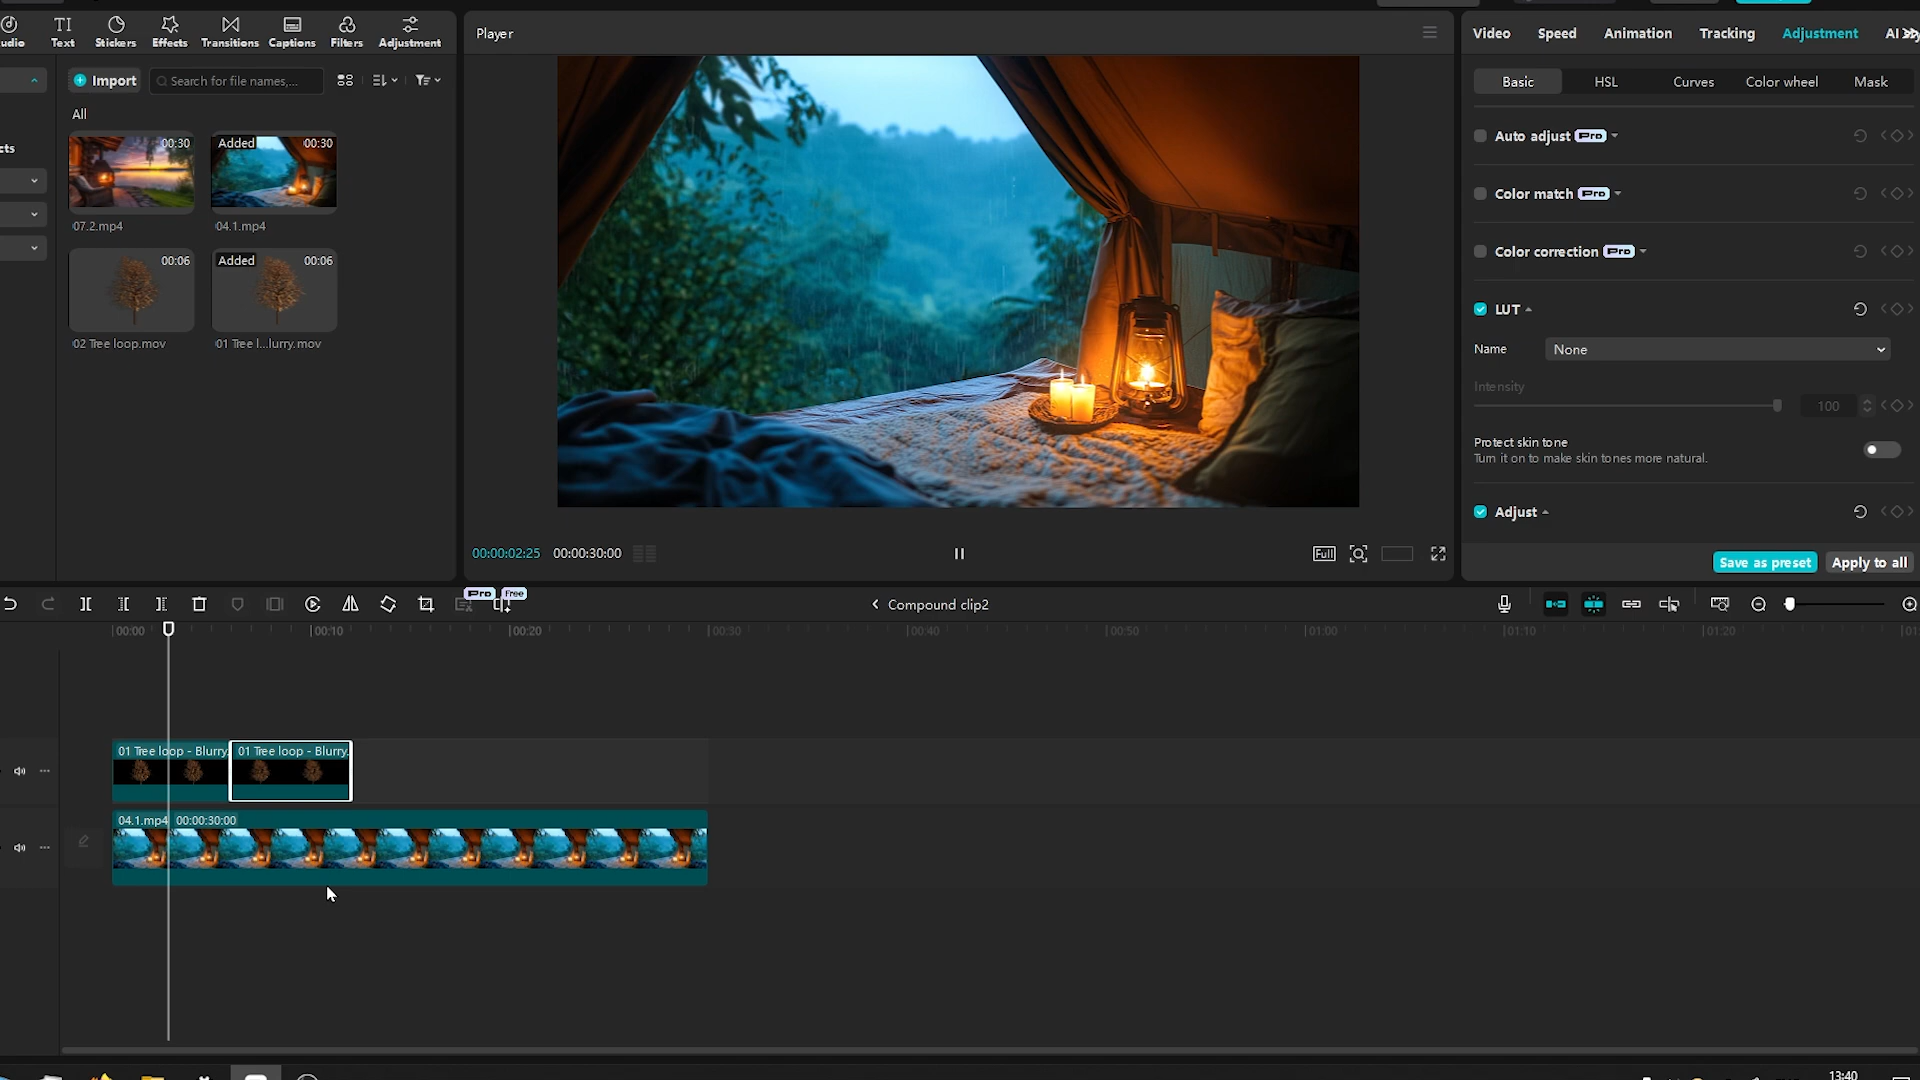 udio
Text
Stickers
Effects
Transitions
Captions
Filters
Adjustment
Player
Video
Speed
Animation
Tracking
Adjustment
Import
Search for file names,...
Basic
HSL
Curves
Color wheel
Mask
All
cts
00:30
Added 00:30
07.2.mp4
04.1.mp4
00:06
Added 00:06
02 Tree loop.mov
01 Tree l...lurry.mov
Auto adjust Pro
Color match Pro
Color correction Pro
LUT
Name
None
Intensity
100
Protect skin tone
Turn it on to make skin tones more natural.
Adjust
Save as preset
Apply to all
00:00:02:25 00:00:30:00
Full
Pro
Free
Compound clip2
00:00
00:10
00:20
00:30
00:40
00:50
01:00
01:10
01:20
01 Tree loop - Blurry.
01 Tree loop - Blurry.
04.1.mp4 00:00:30:00
13:40